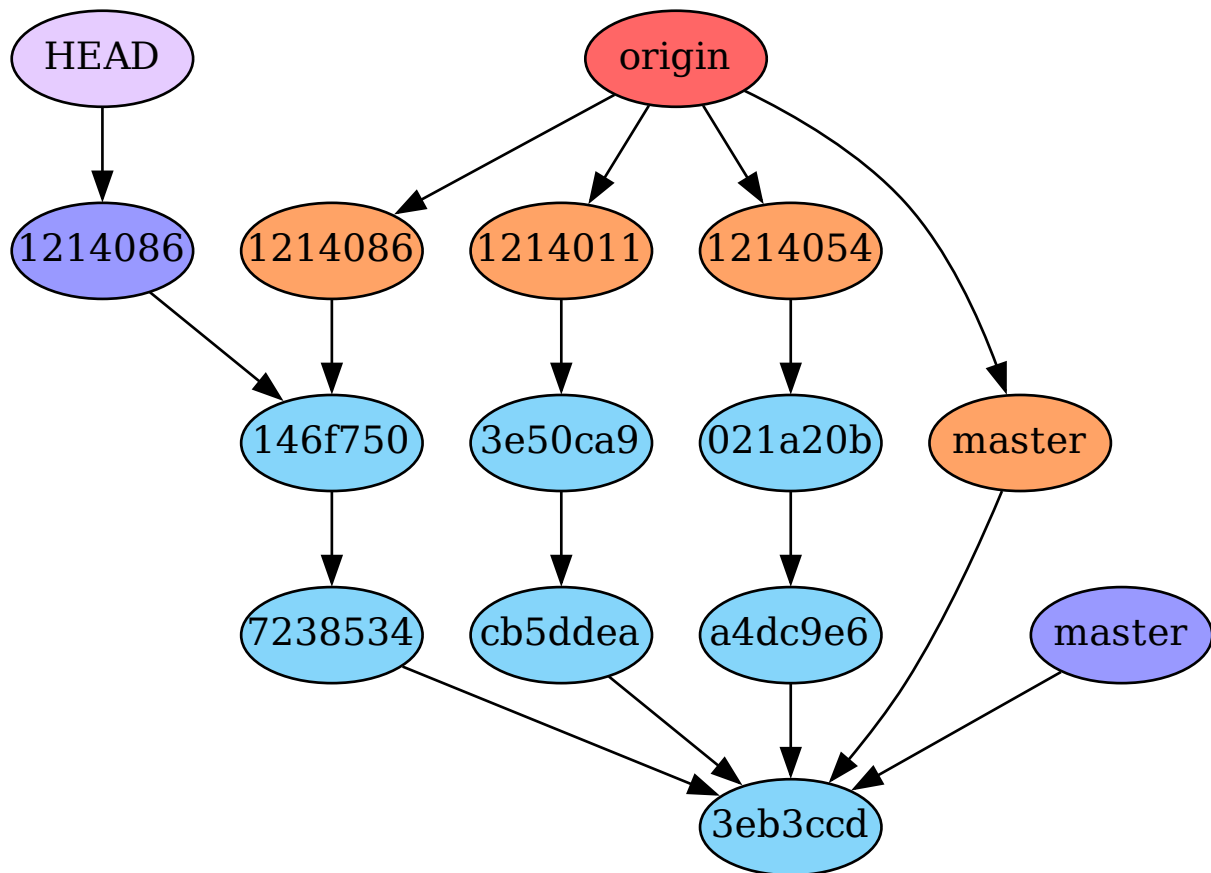 HEAD
origin
1214086
1214086
1214011
1214054
146f750
3e50ca9
021a20b
master
7238534
cb5ddea
a4dc9e6
master
3eb3ccd